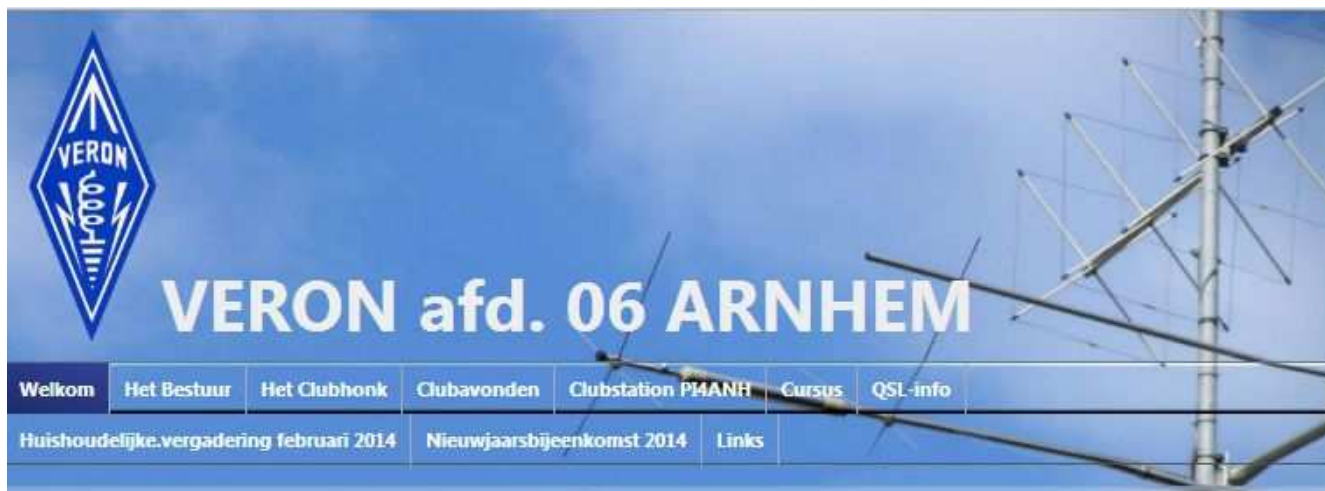 VERON
VERON afd. 06 ARNHEM
Welkom Het Bestuur Het Clubhonk Clubavonden Clubstation PI4ANH Cursus QSL-info
Huishoudelijke.vergadering februari 2014 Nieuwjaarsbijeenkomst 2014 Links